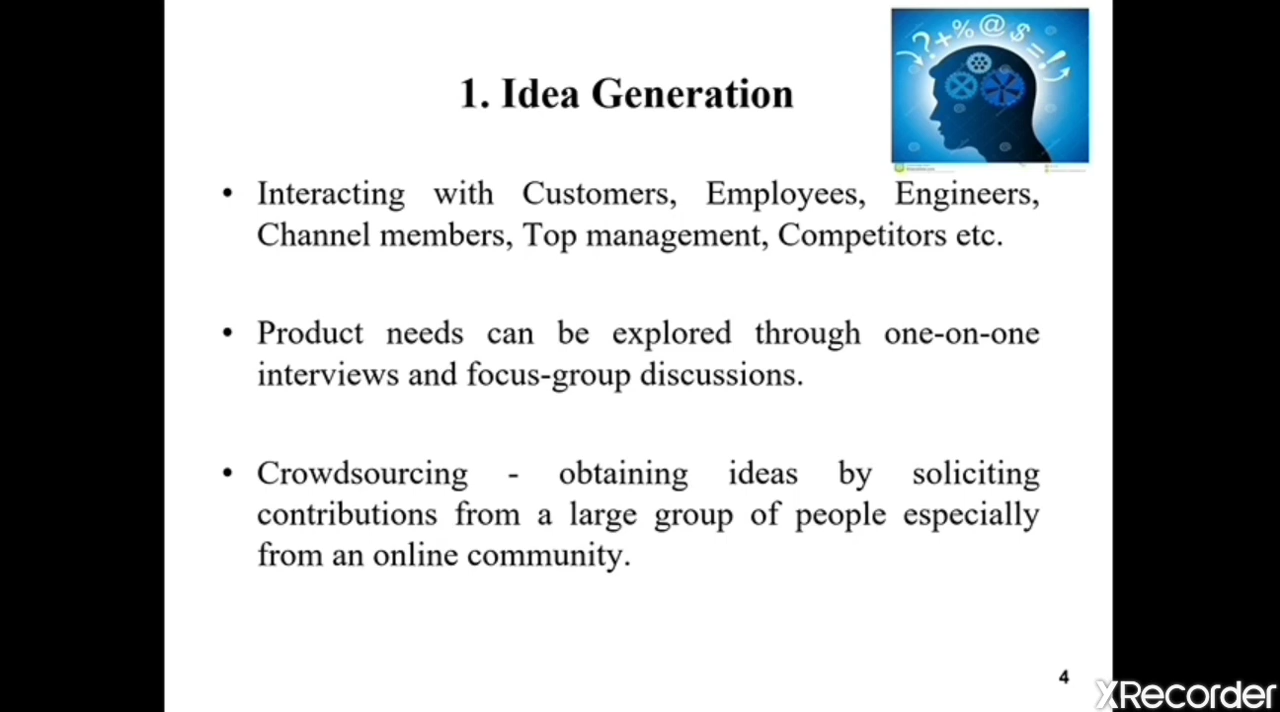 1. Idea Generation
? + % @ $ = !
• Interacting with Customers, Employees, Engineers,
Channel members, Top management, Competitors etc.
• Product needs can be explored through one-on-one
interviews and focus-group discussions.
• Crowdsourcing - obtaining ideas by soliciting
contributions from a large group of people especially
from an online community.
4
XRecorder